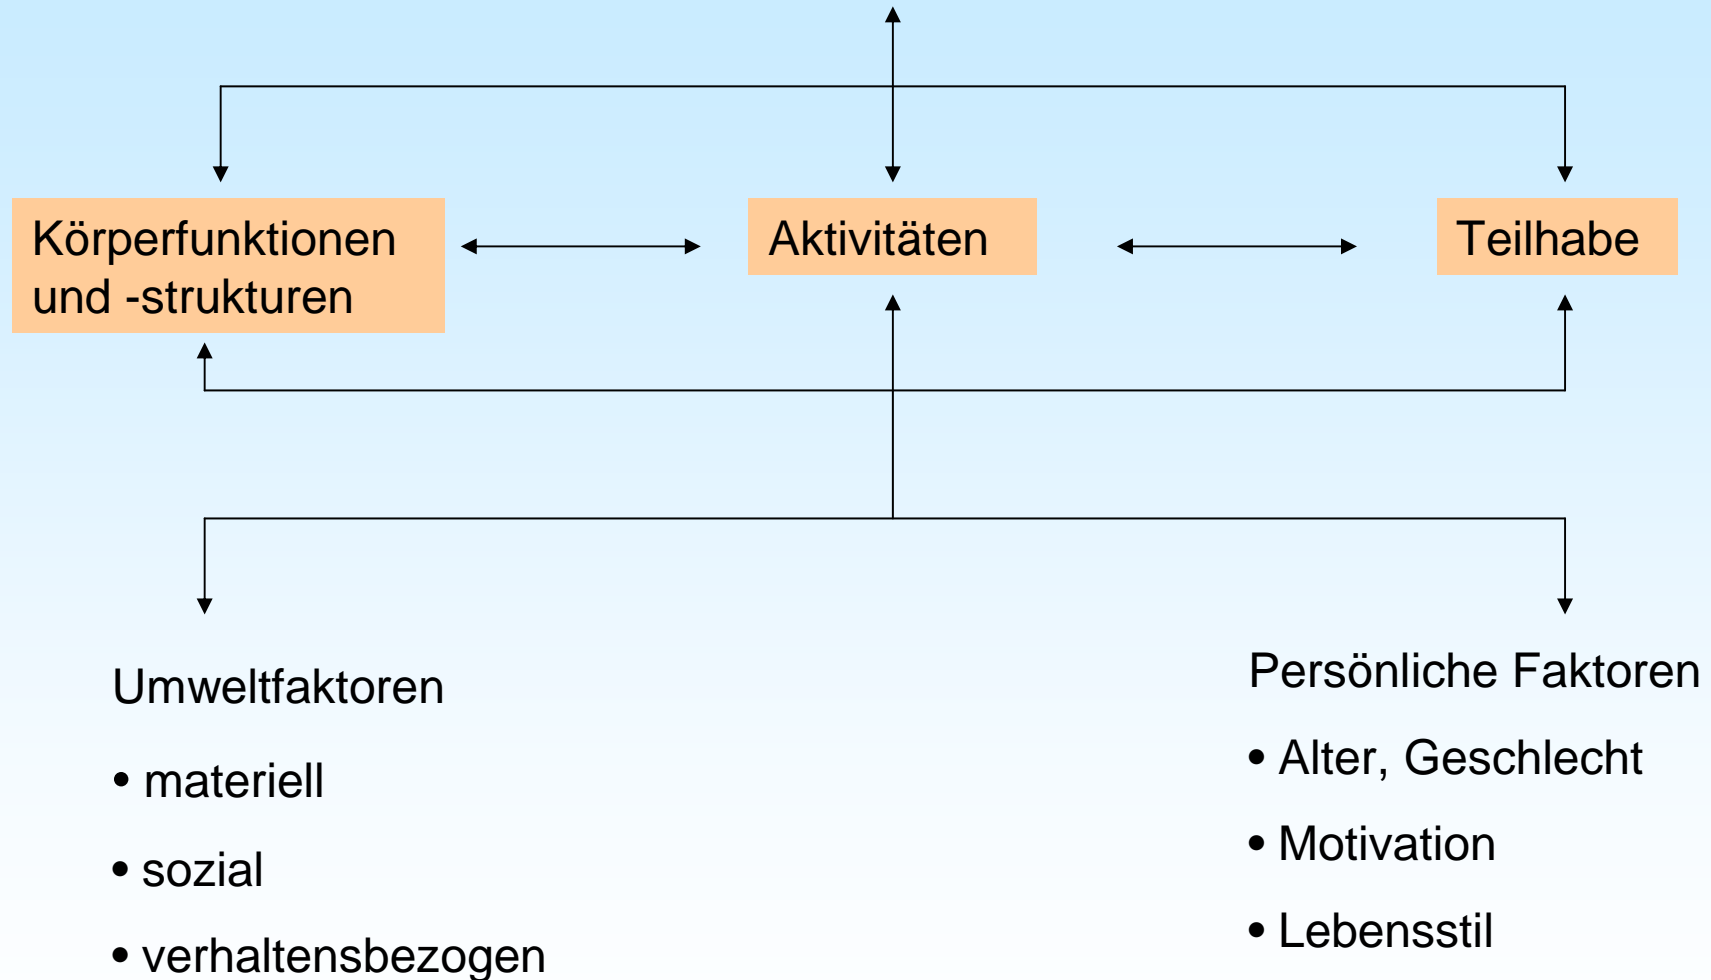 Körperfunktionen
und -strukturen
Aktivitäten
Teilhabe
Umweltfaktoren
• materiell
• sozial
• verhaltensbezogen
Persönliche Faktoren
• Alter, Geschlecht
• Motivation
• Lebensstil